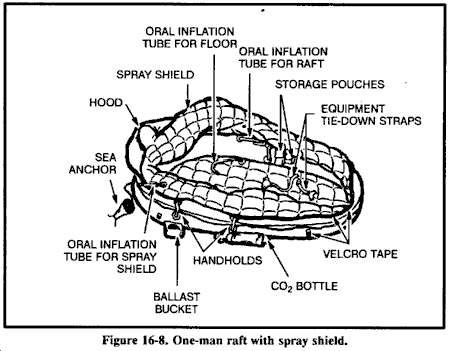 ORAL INFLATION
TUBE FOR FLOOR
ORAL INFLATION
TUBE FOR RAFT
SPRAY SHIELD
STORAGE POUCHES
HOOD
EQUIPMENT
TIE-DOWN STRAPS
SEA
ANCHOR
ORAL INFLATION
TUBE FOR SPRAY
SHIELD
HANDHOLDS
VELCRO TAPE
BALLAST
BUCKET
CO₂ BOTTLE
Figure 16-8. One-man raft with spray shield.